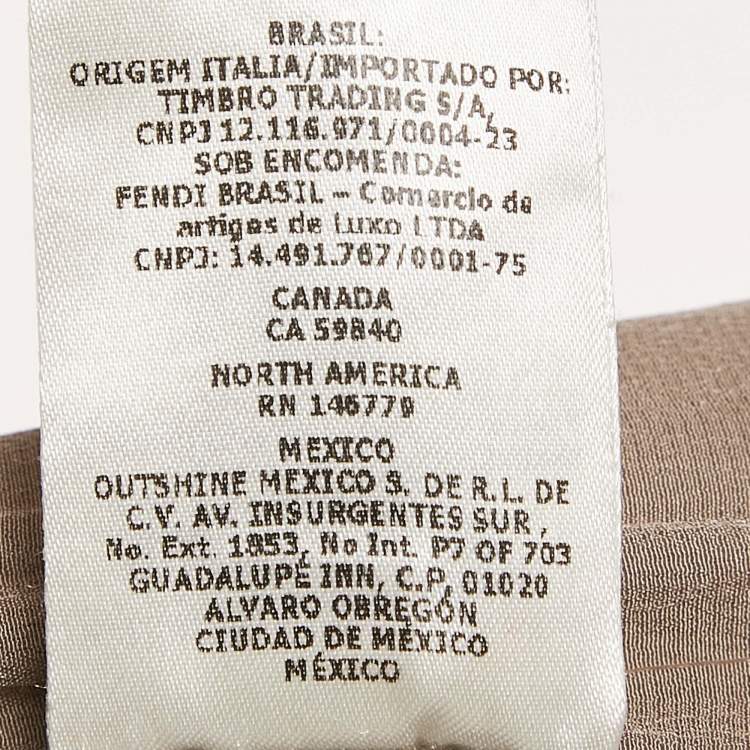 BRASIL:
ORIGEM ITALIA/IMPORTADO POR:
TIMBRO TRADING S/A,
CNPJ 12.116.971/0004-23
SOB ENCOMENDA:
FENDI BRASIL – Comercio de
artigos de Luxo LTDA
CNPJ: 14.491.767/0001-75
CANADA
CA 59840
NORTH AMERICA
RN 146779
MEXICO
OUTSHINE MEXICO S. DE R.L. DE
C.V. AV. INSURGENTES SUR,
No. Ext. 1853, No Int. P7 OF 703
GUADALUPE INN, C.P. 01020
ALVARO OBREGÓN
CIUDAD DE MÉXICO
MÉXICO